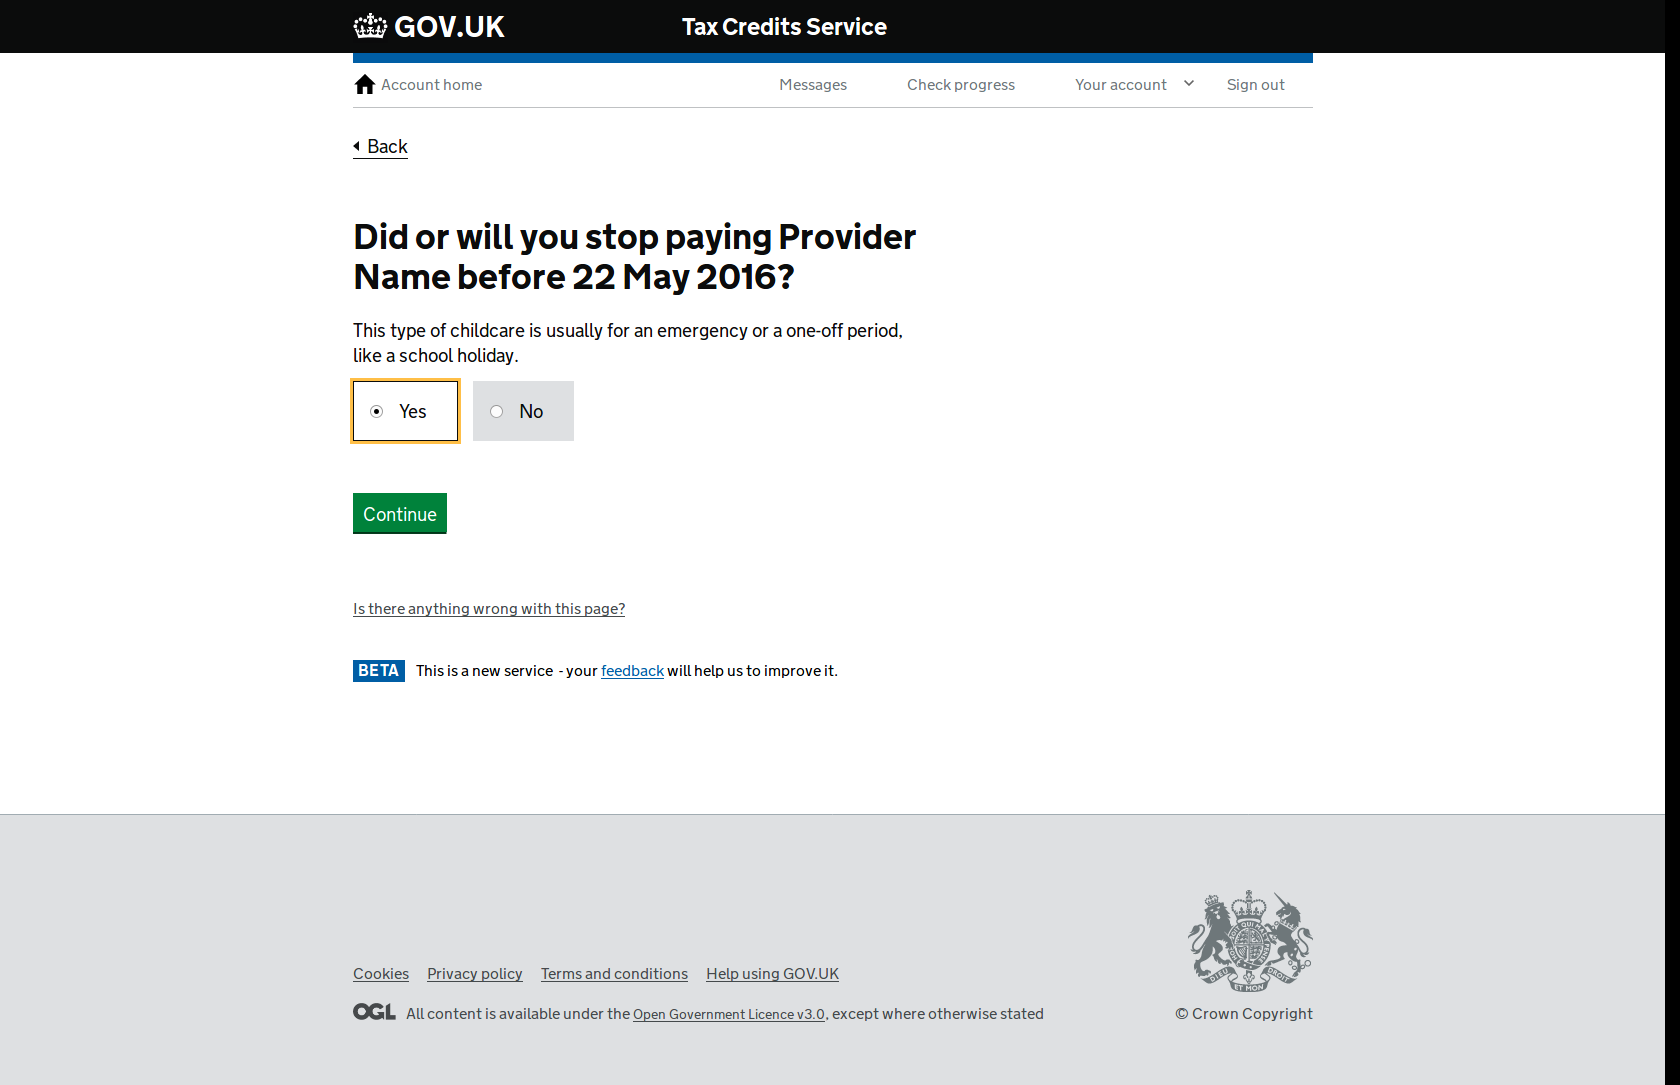 GOV.UK
Tax Credits Service
Account home
Messages
Check progress
Your account
Sign out
Back
Did or will you stop paying Provider
Name before 22 May 2016?
This type of childcare is usually for an emergency or a one-off period,
like a school holiday.
Yes
No
Continue
Is there anything wrong with this page?
BETA This is a new service - your feedback will help us to improve it.
Cookies
Privacy policy
Terms and conditions
Help using GOV.UK
OGL All content is available under the Open Government Licence v3.0, except where otherwise stated
DIEU ET MON DROIT
© Crown Copyright